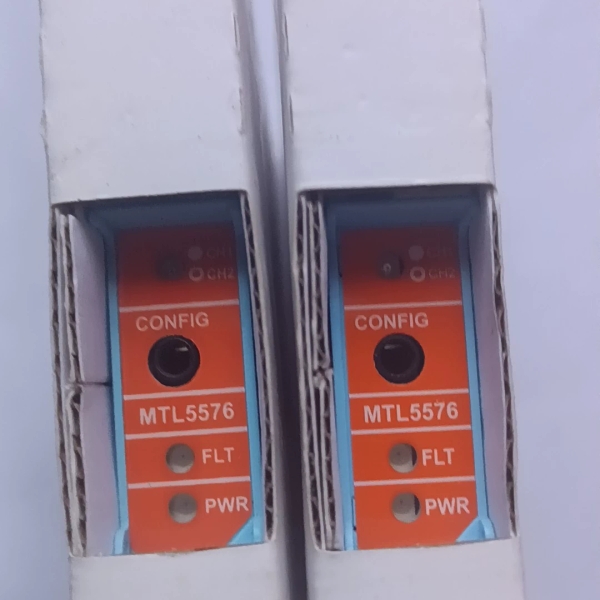 CH1
CH2
CONFIG
MTL5576
FLT
PWR
CH1
CH2
CONFIG
MTL5576
FLT
PWR